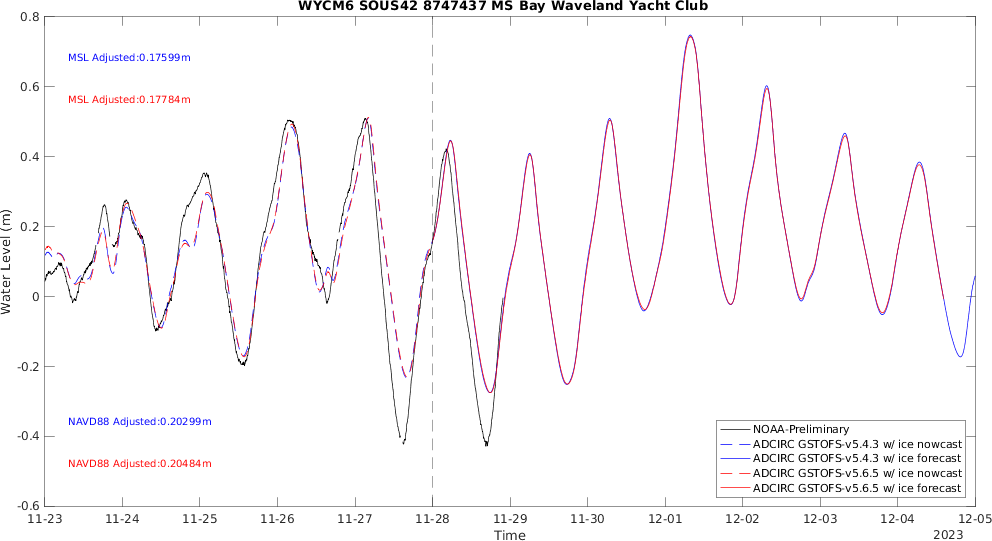 WYCM6 SOUS42 8747437 MS Bay Waveland Yacht Club
Water Level (m)
0.8
0.6
0.4
0.2
0
-0.2
-0.4
-0.6
MSL Adjusted:0.17599m
MSL Adjusted:0.17784m
NAVD88 Adjusted:0.20299m
NAVD88 Adjusted:0.20484m
NOAA-Preliminary
ADCIRC GSTOFS-v5.4.3 w/ ice nowcast
ADCIRC GSTOFS-v5.4.3 w/ ice forecast
ADCIRC GSTOFS-v5.6.5 w/ ice nowcast
ADCIRC GSTOFS-v5.6.5 w/ ice forecast
11-23 11-24 11-25 11-26 11-27 11-28 11-29 11-30 12-01 12-02 12-03 12-04 12-05
Time
2023